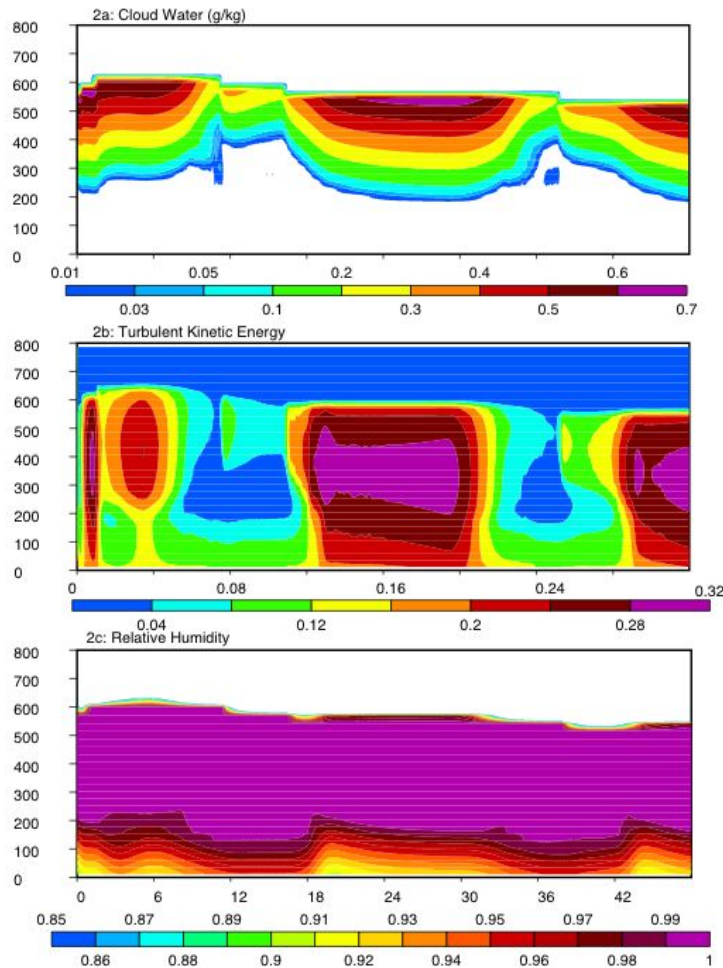 2a: Cloud Water (g/kg)
800
700
600
500
400
300
200
100
0
0.01 0.05 0.2 0.4 0.6
0.03 0.1 0.3 0.5 0.7
2b: Turbulent Kinetic Energy
800
700
600
500
400
300
200
100
0
0 0.08 0.16 0.24 0.32
0.04 0.12 0.2 0.28
2c: Relative Humidity
800
700
600
500
400
300
200
100
0
0 6 12 18 24 30 36 42
0.85 0.87 0.89 0.91 0.93 0.95 0.97 0.99
0.86 0.88 0.9 0.92 0.94 0.96 0.98 1